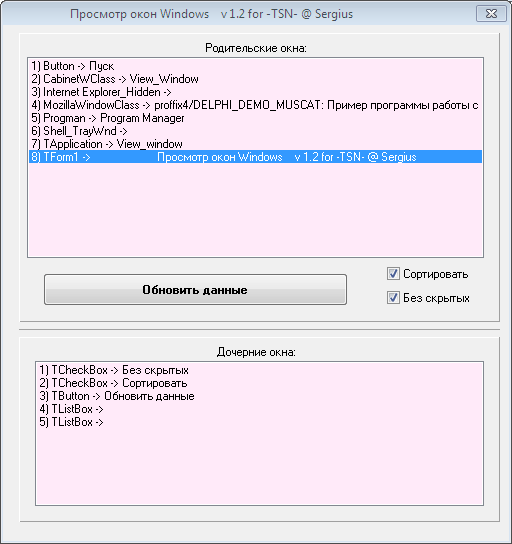 Просмотр окон Windows v 1.2 for -TSN- @ Sergius
Родительские окна:
1) Button -> Пуск
2) CabinetWClass -> View_Window
3) Internet Explorer_Hidden ->
4) MozillaWindowClass -> proffix4/DELPHI_DEMO_MUSCAT: Пример программы работы с
5) Progman -> Program Manager
6) Shell_TrayWnd ->
7) TApplication -> View_window
8) TForm1 -> Просмотр окон Windows v 1.2 for -TSN- @ Sergius
Обновить данные
Сортировать
Без скрытых
Дочерние окна:
1) TCheckBox -> Без скрытых
2) TCheckBox -> Сортировать
3) TButton -> Обновить данные
4) TListBox ->
5) TListBox ->